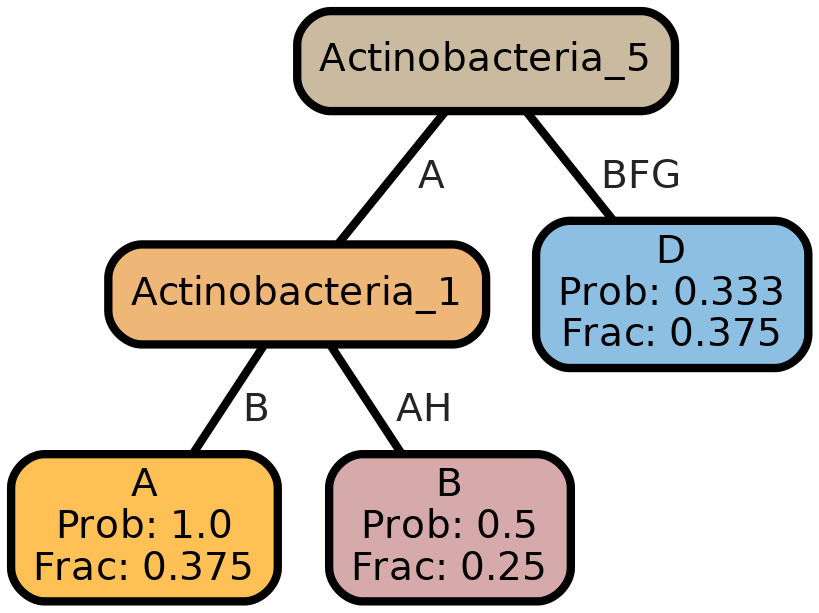 Actinobacteria_5
A
BFG
Actinobacteria_1
D
Prob: 0.333
Frac: 0.375
B
AH
A
Prob: 1.0
Frac: 0.375
B
Prob: 0.5
Frac: 0.25